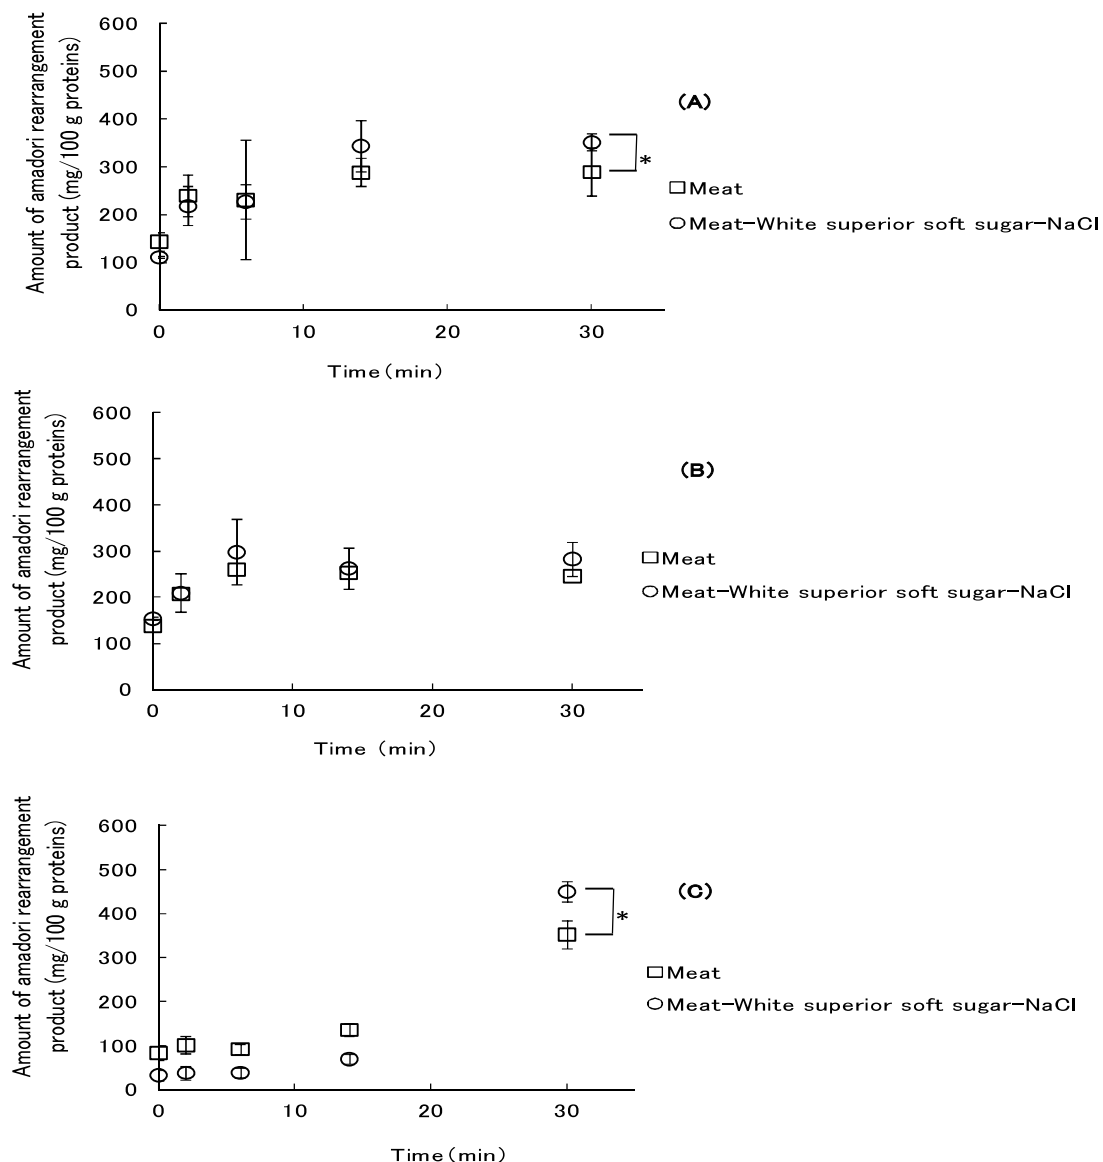 Amount of amadori rearrangement
product (mg/100 g proteins)
600
500
400
300
200
100
0
0 10 20 30
Time (min)
(A)
*
Meat
Meat-White superior soft sugar-NaCl
Amount of amadori rearrangement
product (mg/100 g proteins)
600
500
400
300
200
100
0
0 10 20 30
Time (min)
(B)
Meat
Meat-White superior soft sugar-NaCl
Amount of amadori rearrangement
product (mg/100 g proteins)
600
500
400
300
200
100
0
0 10 20 30
Time (min)
(C)
*
Meat
Meat-White superior soft sugar-NaCl